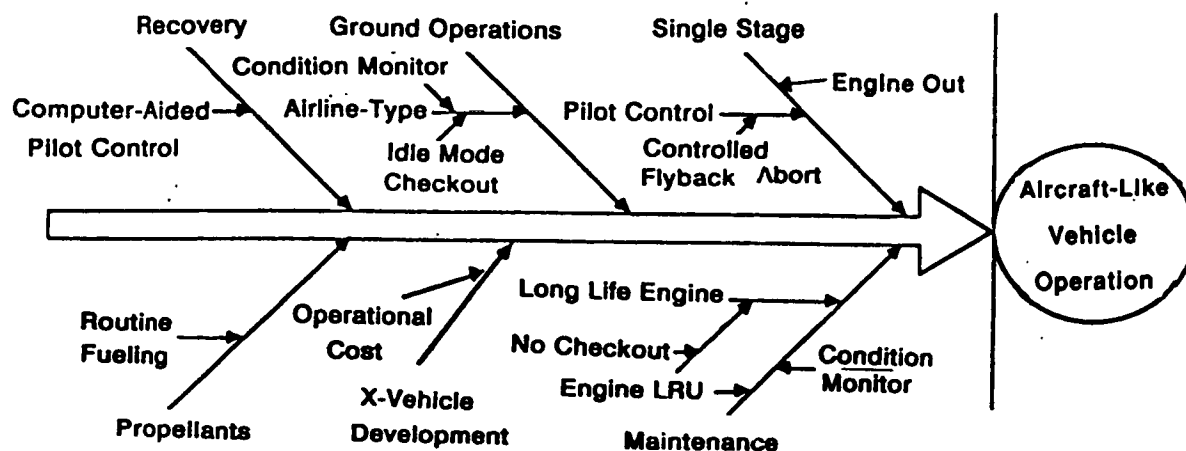 Recovery
Ground Operations
Single Stage
Condition Monitor
Engine Out
Computer-Aided
Pilot Control
Airline-Type
Pilot Control
Idle Mode
Checkout
Controlled
Flyback Abort
Aircraft-Like
Vehicle
Operation
Routine
Fueling
Operational
Cost
Long Life Engine
No Checkout
Engine LRU
Condition
Monitor
Propellants
X-Vehicle
Development
Maintenance